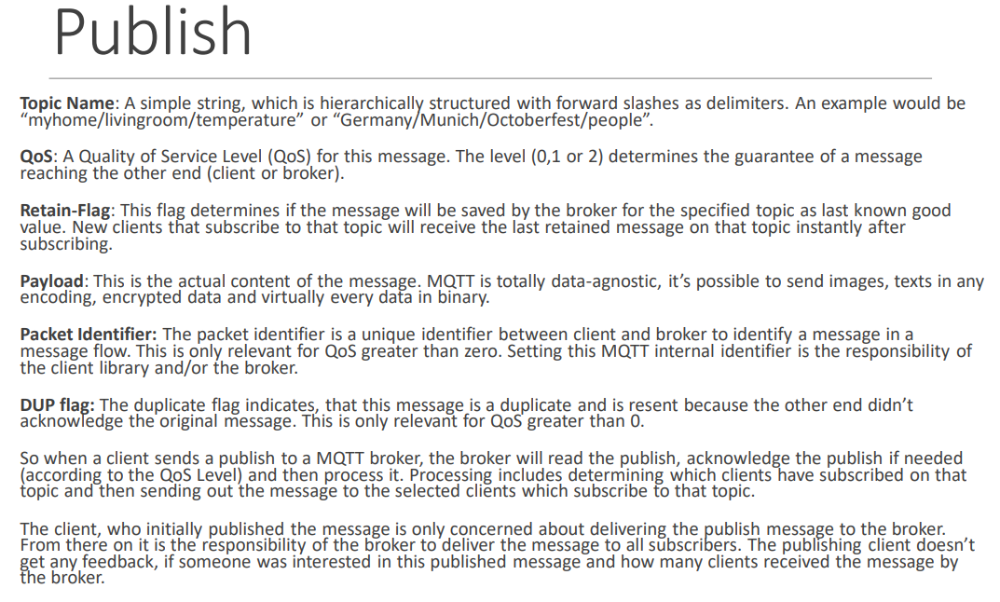 Publish
Topic Name: A simple string, which is hierarchically structured with forward slashes as delimiters. An example would be
“myhome/livingroom/temperature” or “Germany/Munich/Octoberfest/people”.
QoS: A Quality of Service Level (QoS) for this message. The level (0,1 or 2) determines the guarantee of a message
reaching the other end (client or broker).
Retain-Flag: This flag determines if the message will be saved by the broker for the specified topic as last known good
value. New clients that subscribe to that topic will receive the last retained message on that topic instantly after
subscribing.
Payload: This is the actual content of the message. MQTT is totally data-agnostic, it’s possible to send images, texts in any
encoding, encrypted data and virtually every data in binary.
Packet Identifier: The packet identifier is a unique identifier between client and broker to identify a message in a
message flow. This is only relevant for QoS greater than zero. Setting this MQTT internal identifier is the responsibility of
the client library and/or the broker.
DUP flag: The duplicate flag indicates, that this message is a duplicate and is resent because the other end didn’t
acknowledge the original message. This is only relevant for QoS greater than 0.
So when a client sends a publish to a MQTT broker, the broker will read the publish, acknowledge the publish if needed
(according to the QoS Level) and then process it. Processing includes determining which clients have subscribed on that
topic and then sending out the message to the selected clients which subscribe to that topic.
The client, who initially published the message is only concerned about delivering the publish message to the broker.
From there on it is the responsibility of the broker to deliver the message to all subscribers. The publishing client doesn’t
get any feedback, if someone was interested in this published message and how many clients received the message by
the broker.